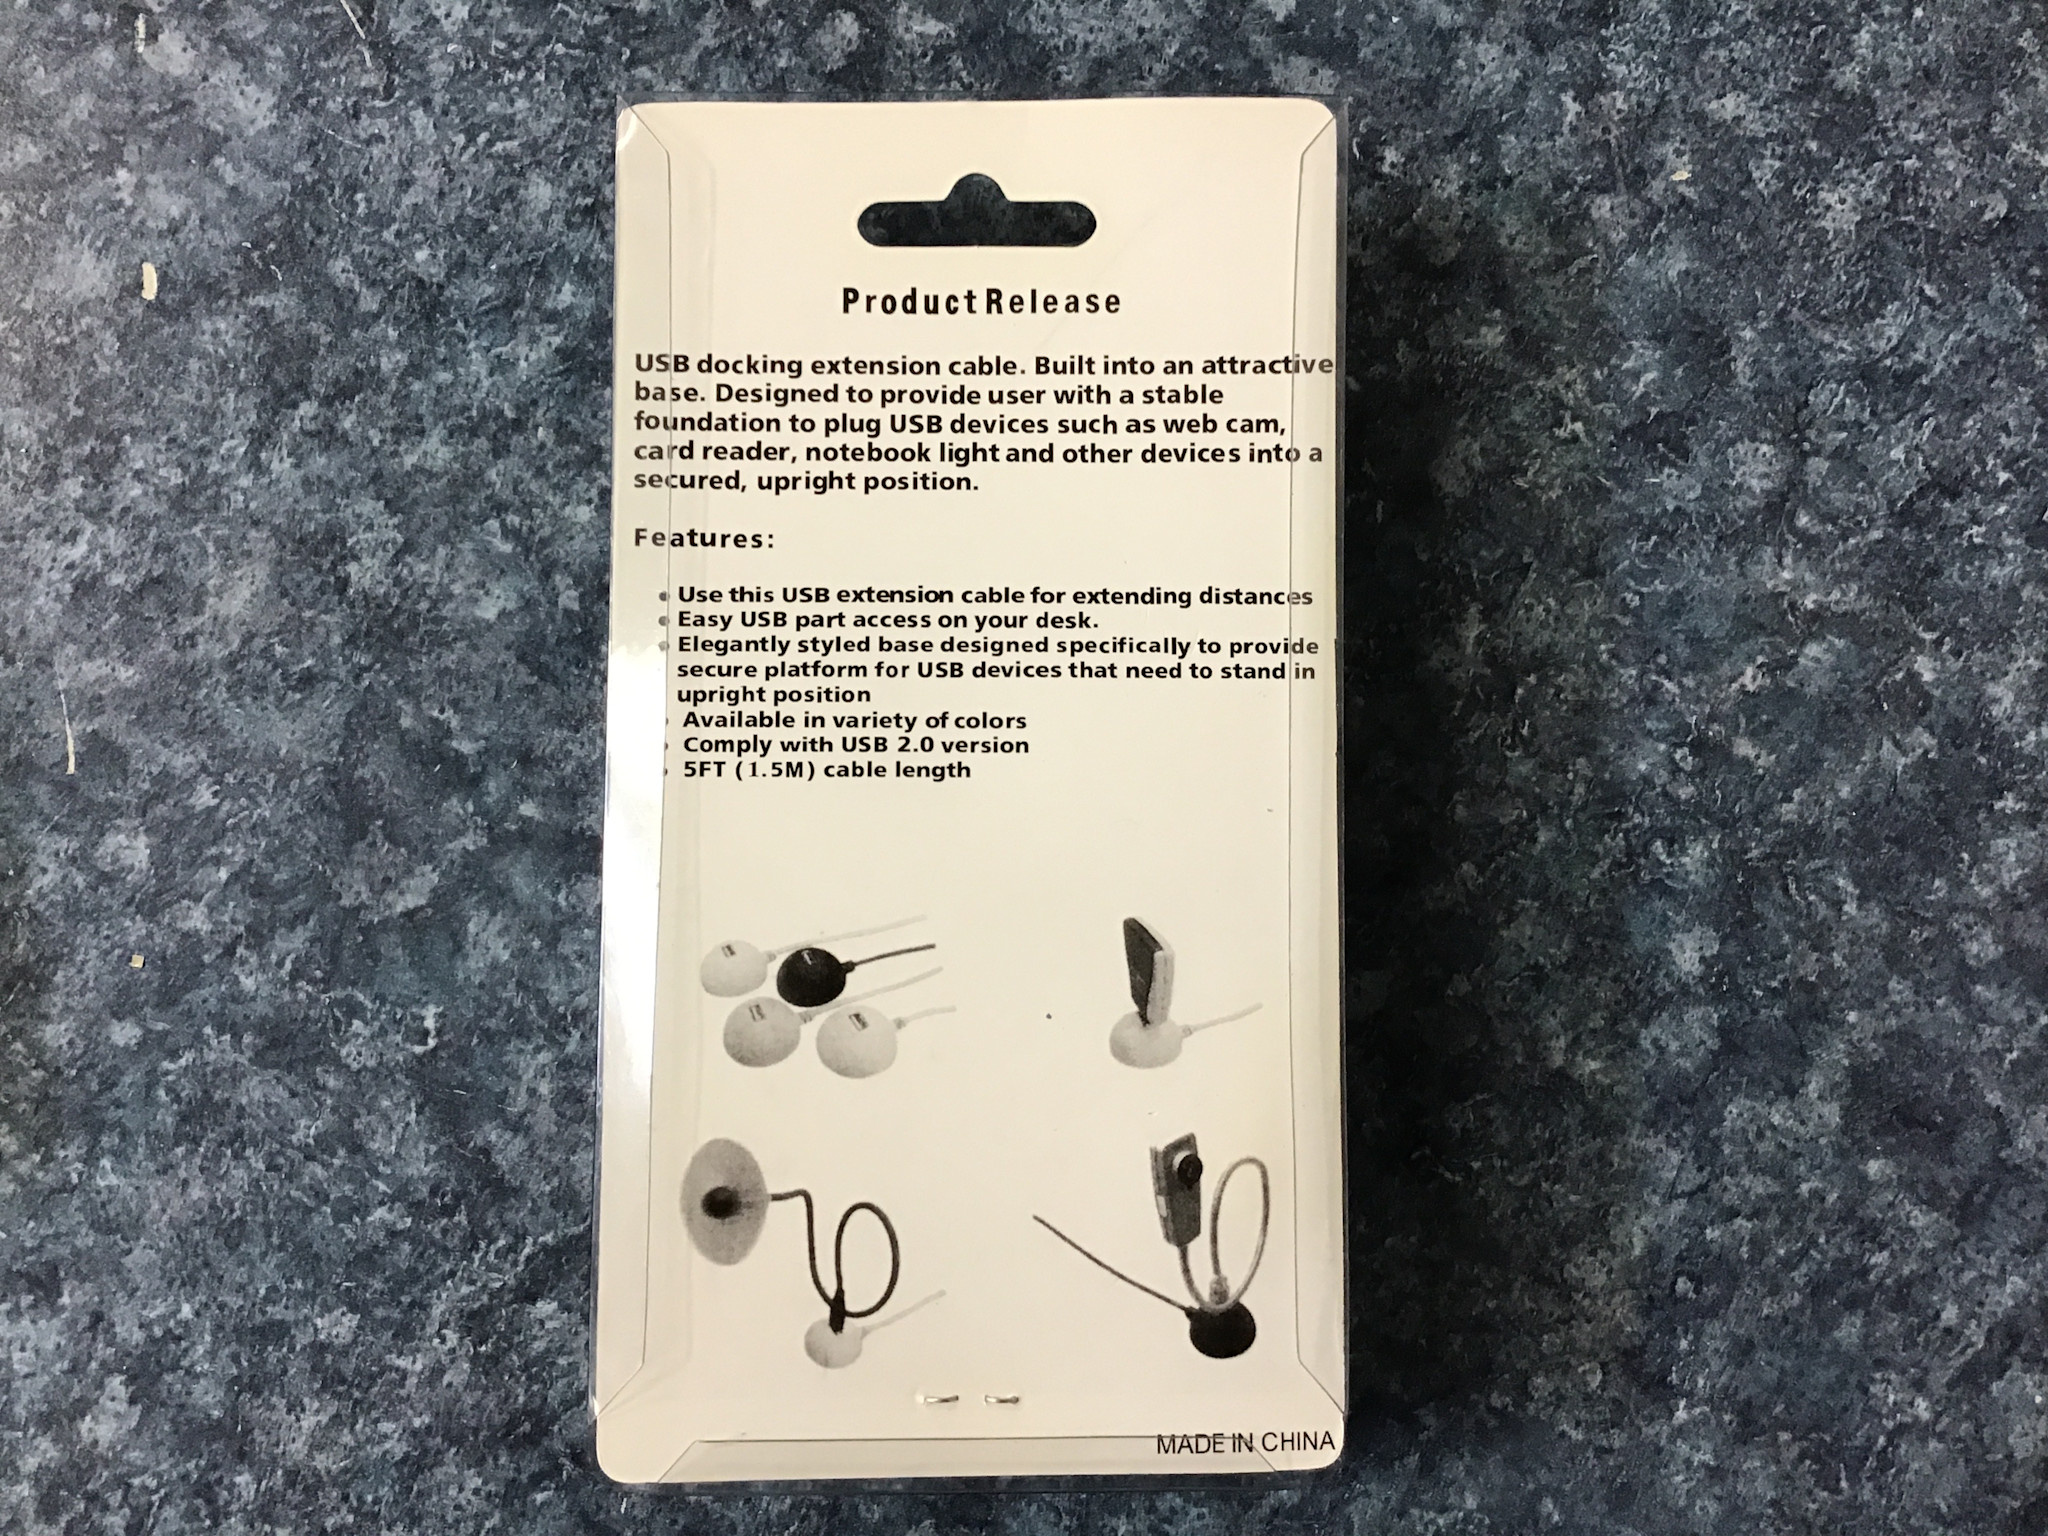 Product Release
USB docking extension cable. Built into an attractive
base. Designed to provide user with a stable
foundation to plug USB devices such as web cam,
card reader, notebook light and other devices into a
secured, upright position.
Features:
• Use this USB extension cable for extending distances
• Easy USB part access on your desk.
• Elegantly styled base designed specifically to provide
secure platform for USB devices that need to stand in
upright position
• Available in variety of colors
• Comply with USB 2.0 version
• 5FT (1.5M) cable length
MADE IN CHINA